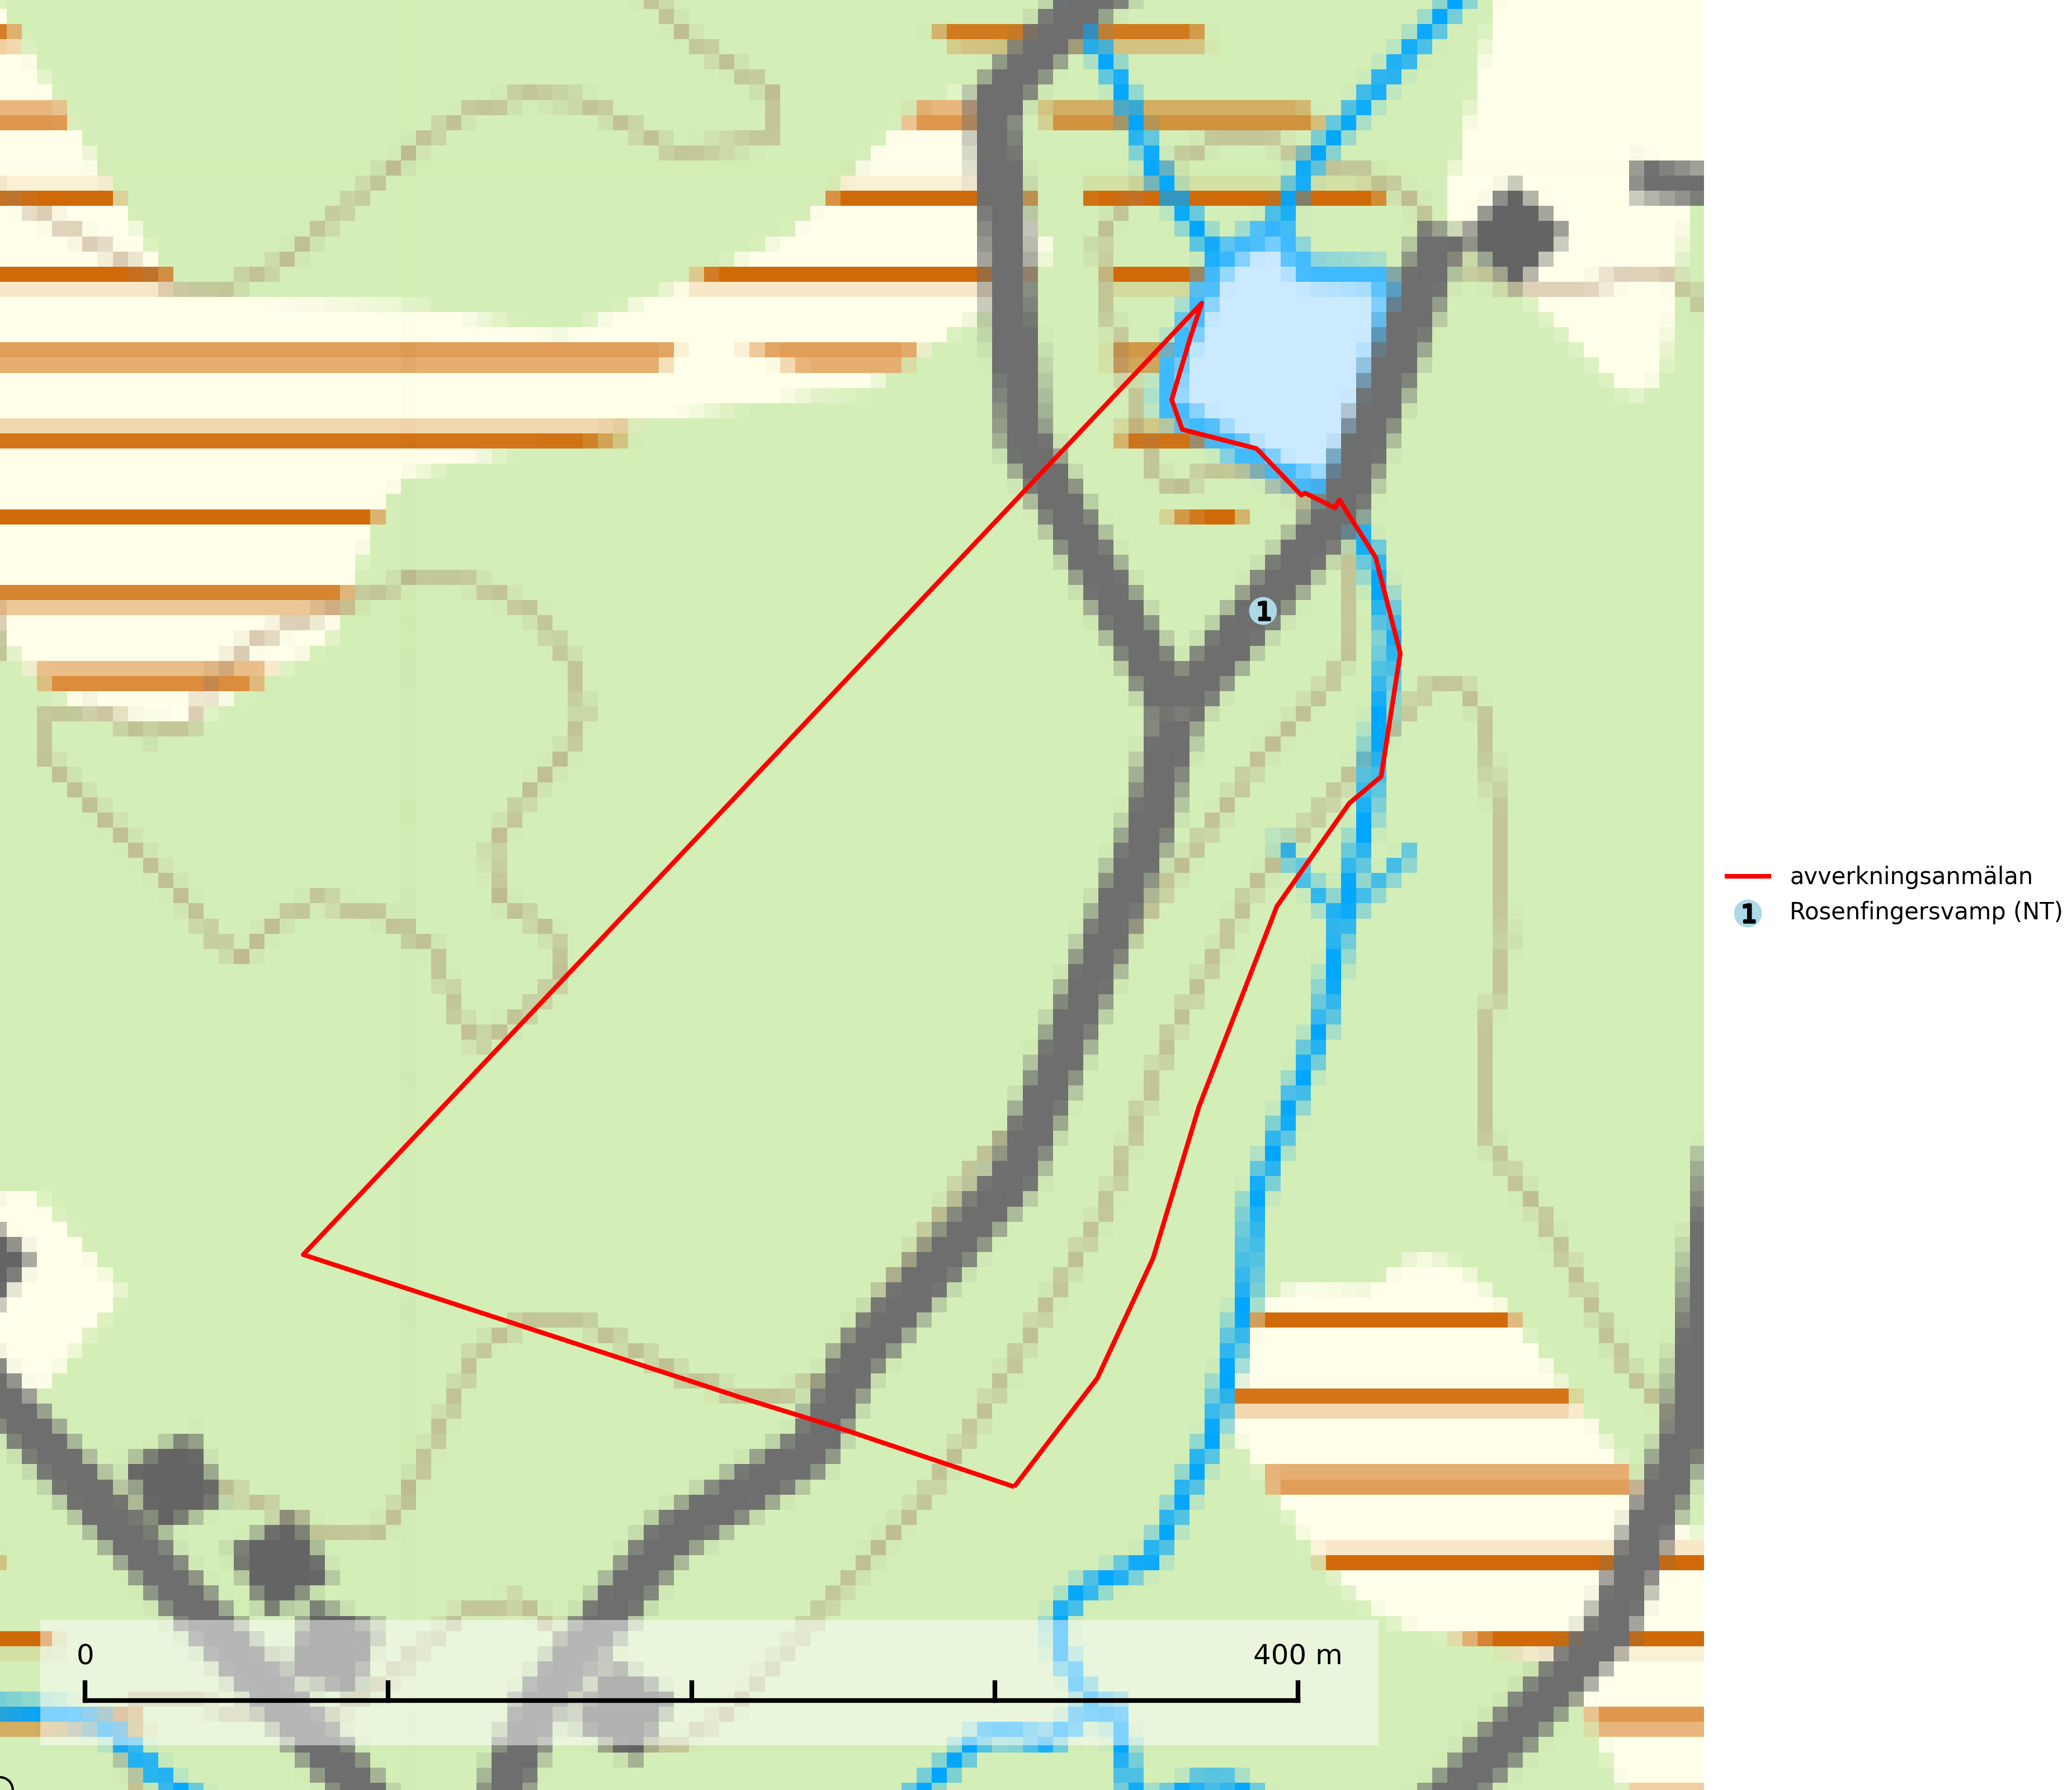 1
avverkningsanmälan
1 Rosenfingersvamp (NT)
0 400 m